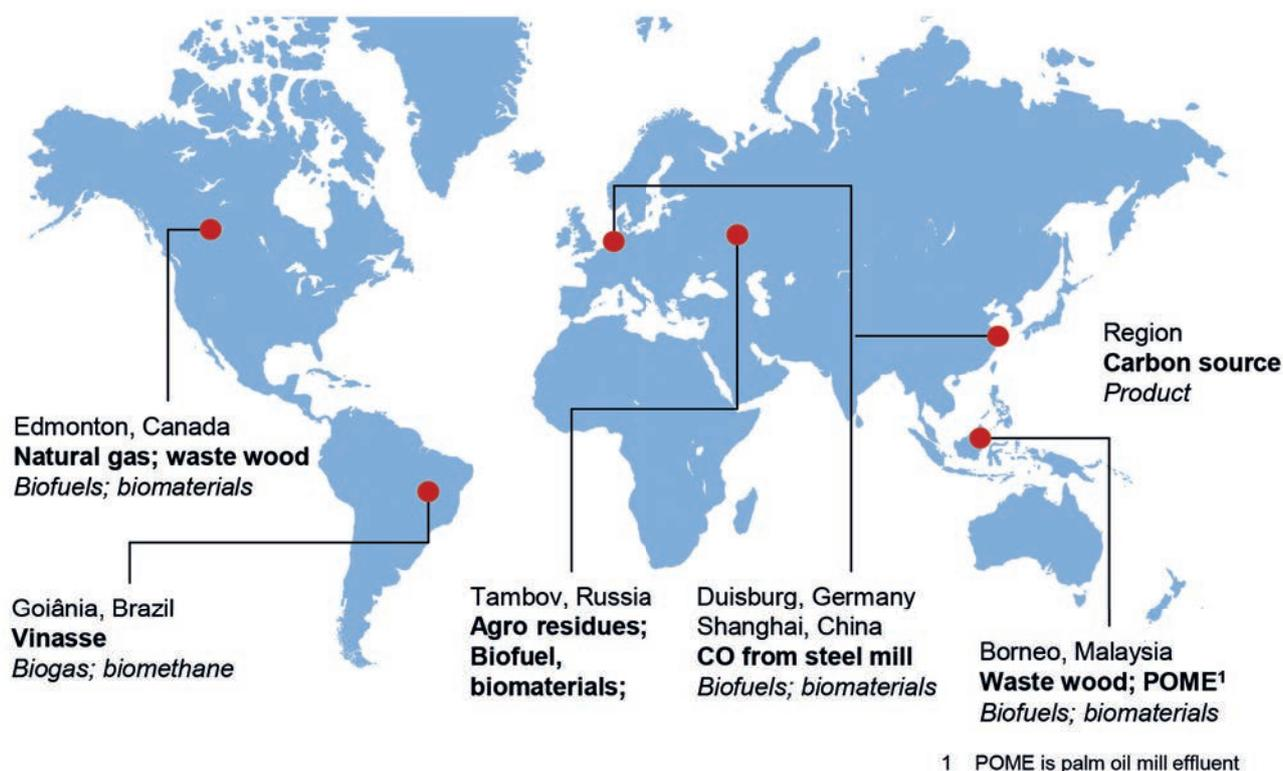 Region
Carbon source
Product
Edmonton, Canada
Natural gas; waste wood
Biofuels; biomaterials
Goiânia, Brazil
Vinasse
Biogas; biomethane
Tambov, Russia
Agro residues;
Biofuel,
biomaterials;
Duisburg, Germany
Shanghai, China
CO from steel mill
Biofuels; biomaterials
Borneo, Malaysia
Waste wood; POME¹
Biofuels; biomaterials
1 POME is palm oil mill effluent